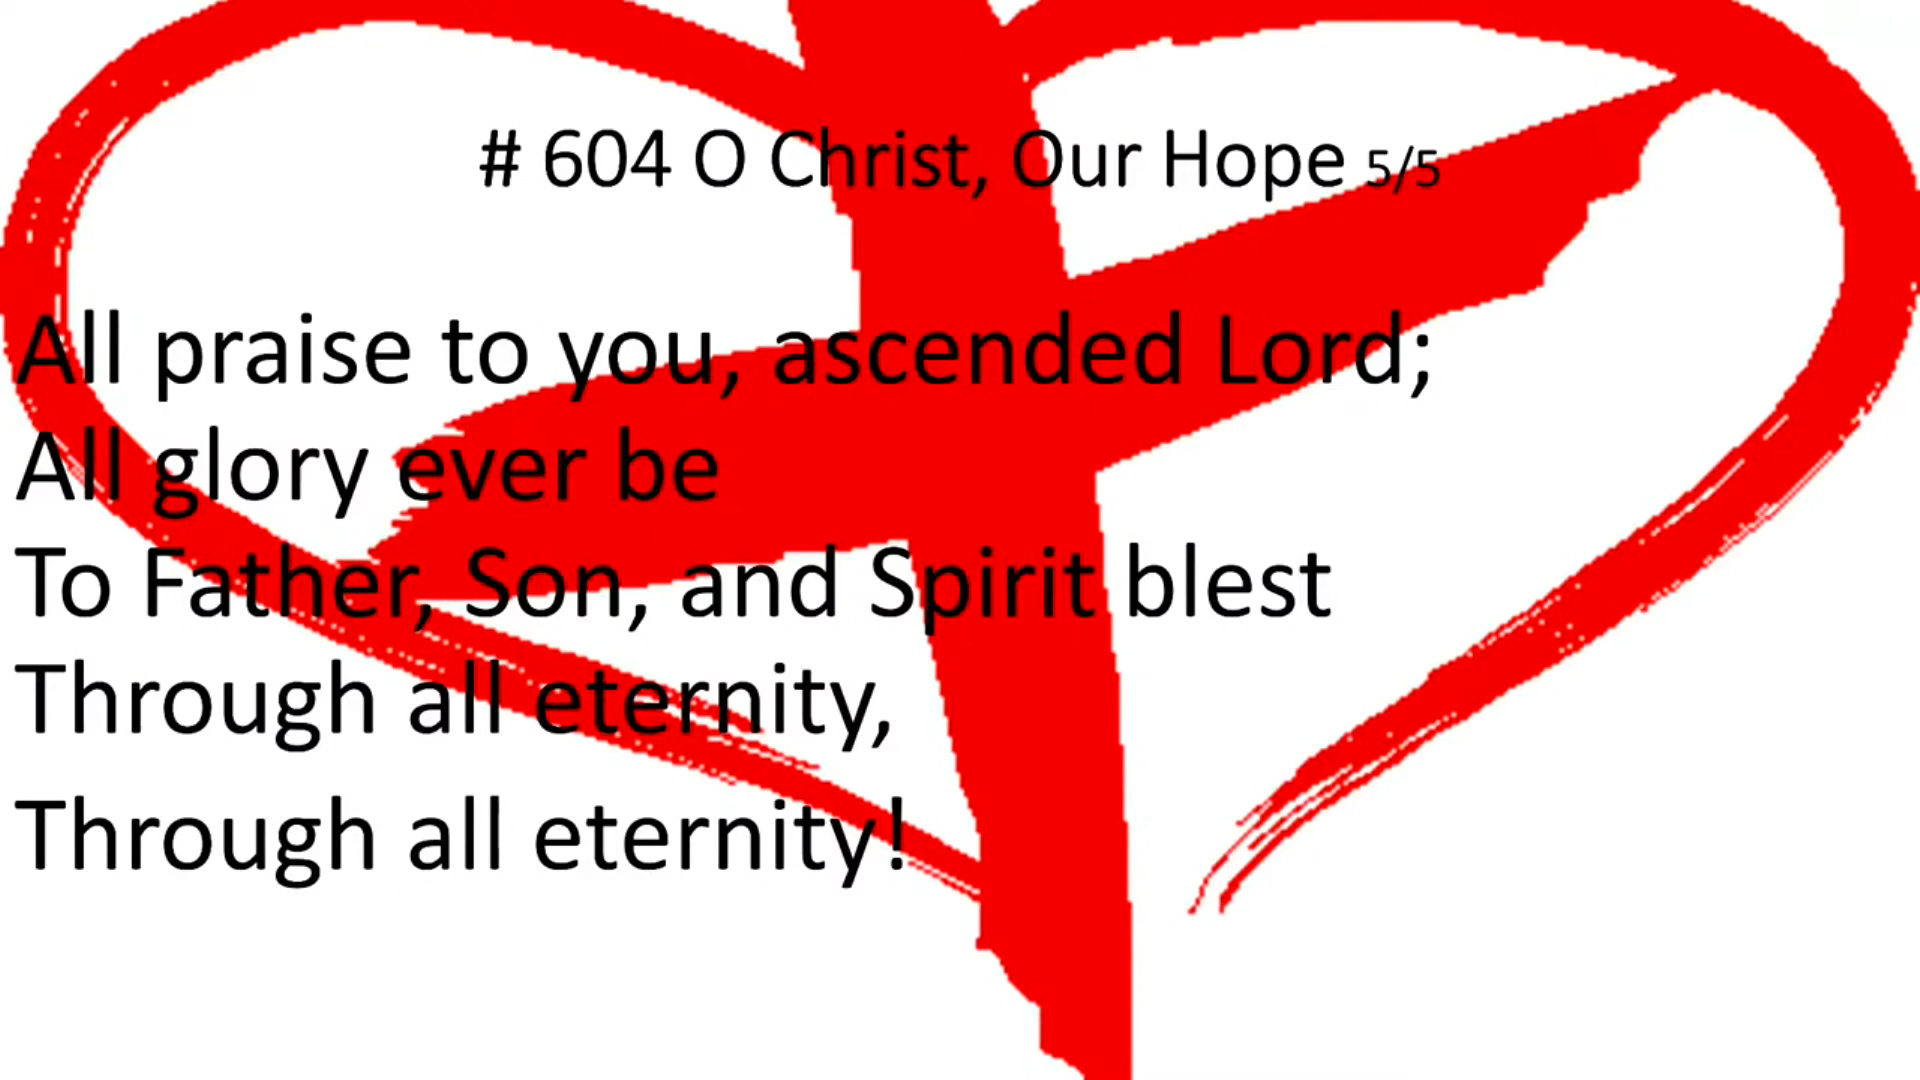 # 604 O Christ, Our Hope 5/5
All praise to you, ascended Lord;
All glory ever be
To Father, Son, and Spirit blest
Through all eternity,
Through all eternity!